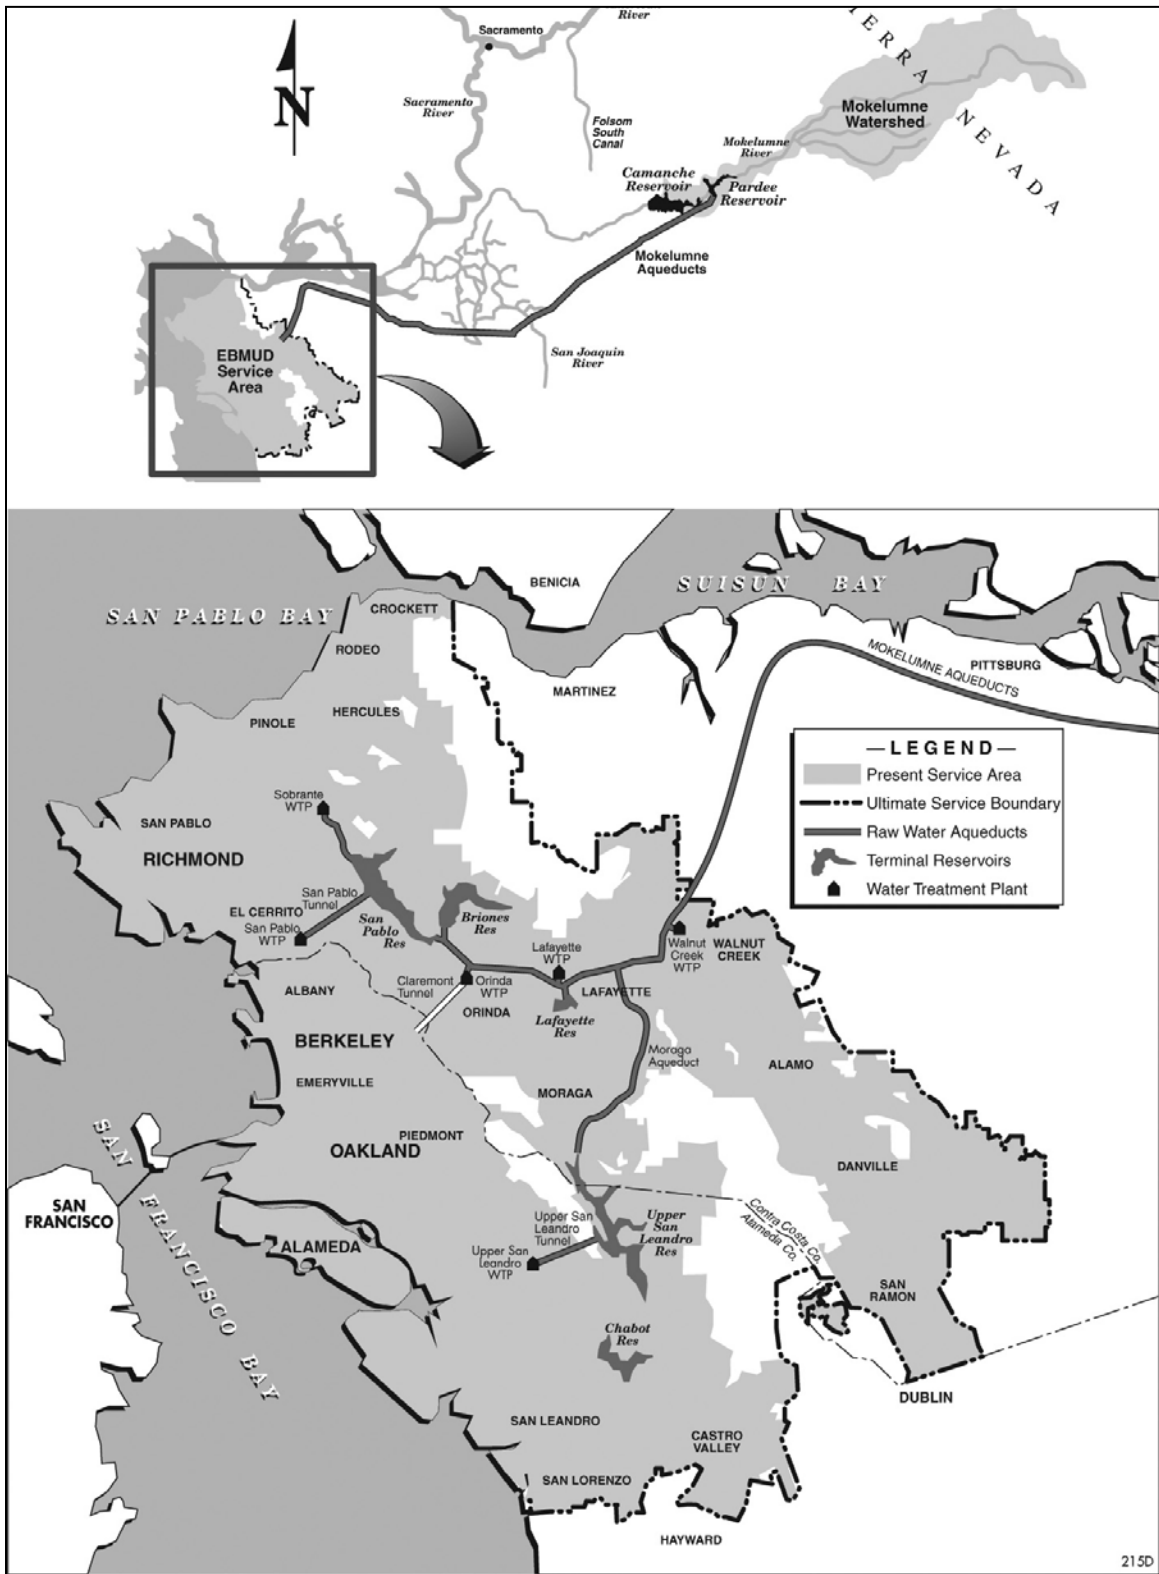 River
Sacramento
IERRA
NEVADA
N
Sacramento
River
Folsom
South
Canal
Mokelumne
Watershed
Mokelumne
River
Camanche
Reservoir
Pardee
Reservoir
Mokelumne
Aqueducts
San Joaquin
River
EBMUD
Service
Area
SAN PABLO BAY
CROCKETT
BENICIA
SUISUN BAY
RODEO
MOKELUMNE AQUEDUCTS
PITTSBURG
MARTINEZ
HERCULES
PINOLE
—LEGEND—
Present Service Area
Ultimate Service Boundary
Raw Water Aqueducts
Terminal Reservoirs
Water Treatment Plant
Sobrante
WTP
SAN PABLO
RICHMOND
San Pablo
Tunnel
EL CERRITO
San Pablo
WTP
San
Pablo
Res
Briones
Res
Lafayette
WTP
Walnut
Creek
WTP
WALNUT
CREEK
Claremont
Tunnel
Orinda
WTP
ALBANY
LAFAYETTE
ORINDA
Lafayette
Res
BERKELEY
Moraga
Aqueduct
ALAMO
EMERYVILLE
MORAGA
PIEDMONT
OAKLAND
DANVILLE
SAN
FRANCISCO
SAN FRANCISCO BAY
ALAMEDA
Upper San
Leandro
Tunnel
Upper
San
Leandro
Res
Upper San
Leandro
WTP
Contra Costa Co.
Alameda Co.
SAN
RAMON
Chabot
Res
DUBLIN
SAN LEANDRO
CASTRO
VALLEY
SAN LORENZO
HAYWARD
215D